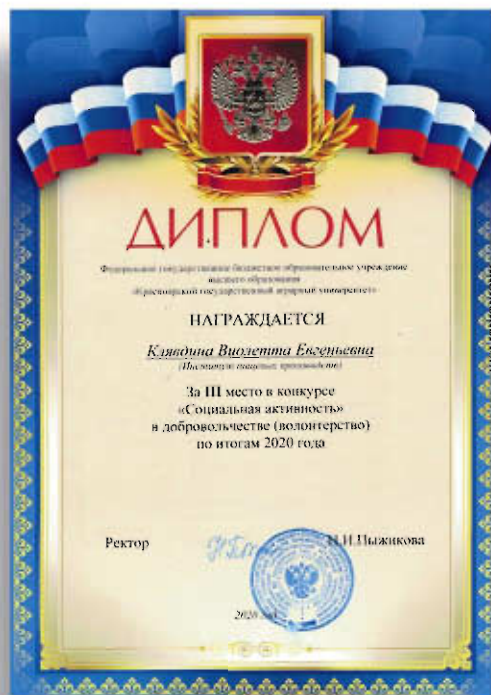 ДИПЛОМ
Федеральное государственное бюджетное образовательное учреждение
высшего образования
«Красноярский государственный аграрный университет»
НАГРАЖДАЕТСЯ
Клявдина Виолетта Евгеньевна
(Институт пищевых производств)
За III место в конкурсе
«Социальная активность»
в добровольчестве (волонтерство)
по итогам 2020 года
Ректор
Н.И.Пыжикова
2020